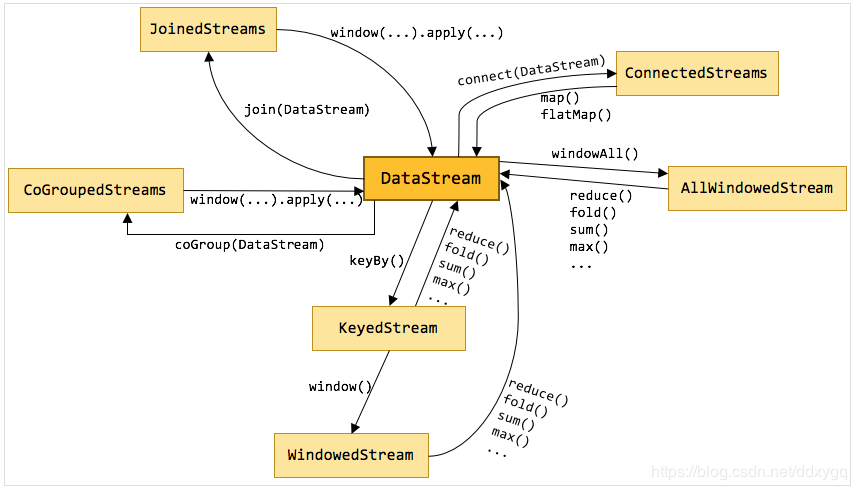 JoinedStreams
window(...).apply(...)
connect(DataStream)
ConnectedStreams
map()
flatMap()
join(DataStream)
windowAll()
DataStream
AllWindowedStream
CoGroupedStreams
window(...).apply(...)
reduce()
fold()
sum()
max()
...
coGroup(DataStream)
keyBy()
reduce()
fold()
sum()
max()
...
KeyedStream
window()
reduce()
fold()
sum()
max()
...
WindowedStream
https://blog.csdn.net/ddxygq